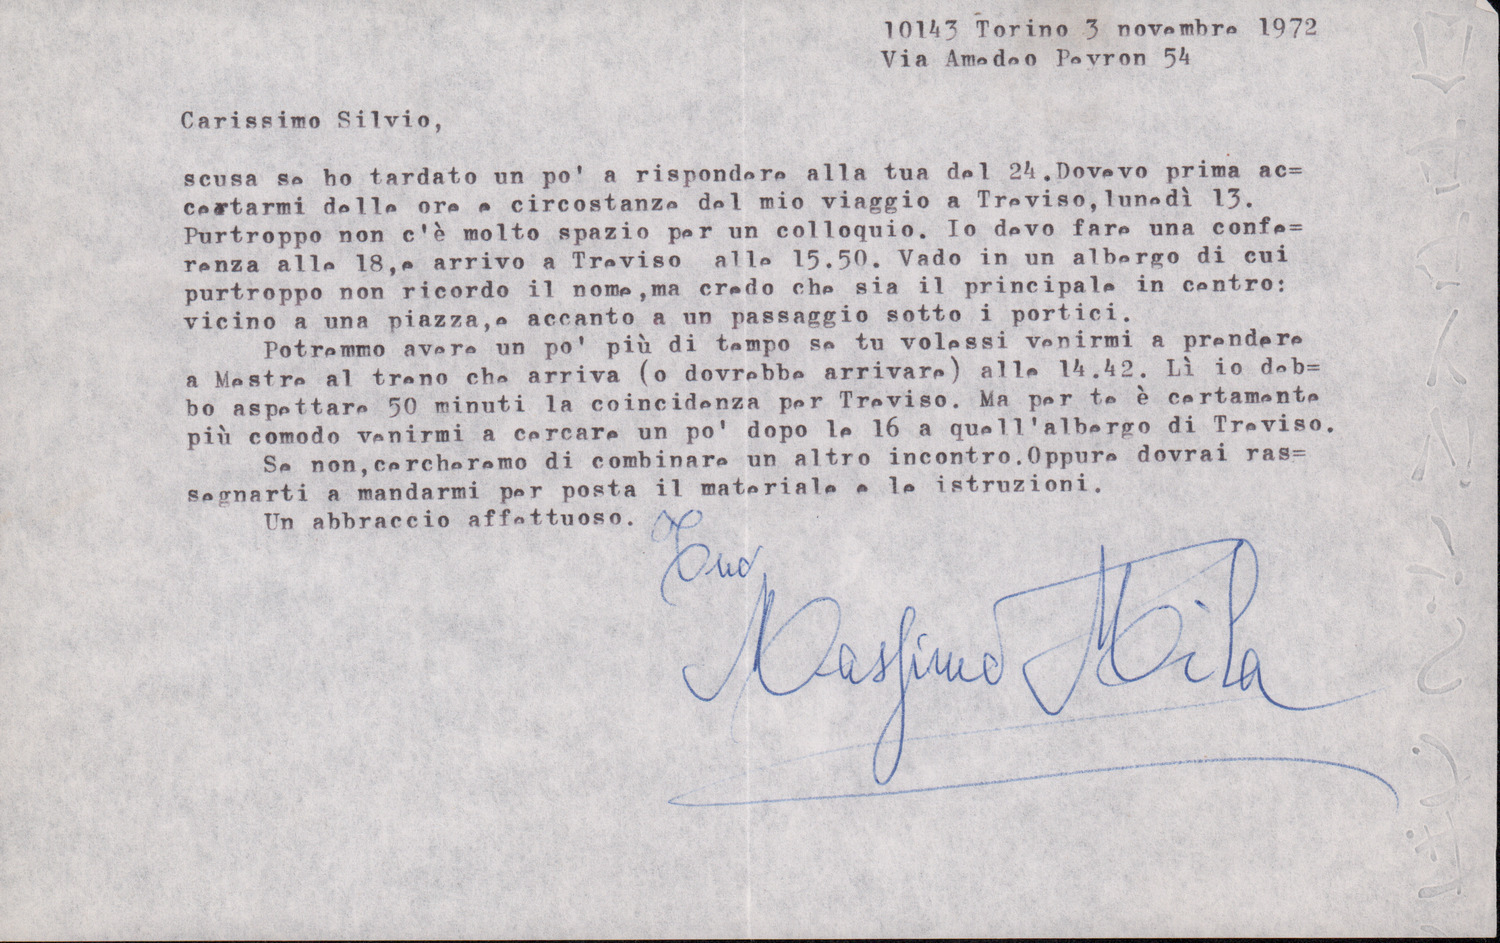 10143 Torino 3 novembre 1972
Via Amedeo Peyron 54
Carissimo Silvio,
scusa se ho tardato un po' a rispondere alla tua del 24.Dovevo prima ac=
certarmi delle ore e circostanze del mio viaggio a Treviso,lunedì 13.
Purtroppo non c'è molto spazio per un colloquio. Io devo fare una confe=
renza alle 18,e arrivo a Treviso alle 15.50. Vado in un albergo di cui
purtroppo non ricordo il nome,ma credo che sia il principale in centro:
vicino a una piazza,e accanto a un passaggio sotto i portici.
Potremmo avere un po' più di tempo se tu volessi venirmi a prendere
a Mestre al treno che arriva (o dovrebbe arrivare) alle 14.42. Lì io deb=
bo aspettare 50 minuti la coincidenza per Treviso. Ma per te è certamente
più comodo venirmi a cercare un po' dopo le 16 a quell'albergo di Treviso.
Se non,cercheremo di combinare un altro incontro.Oppure dovrai ras=
segnarti a mandarmi per posta il materiale e le istruzioni.
Un abbraccio affettuoso.
Tuo
Massimo Mila